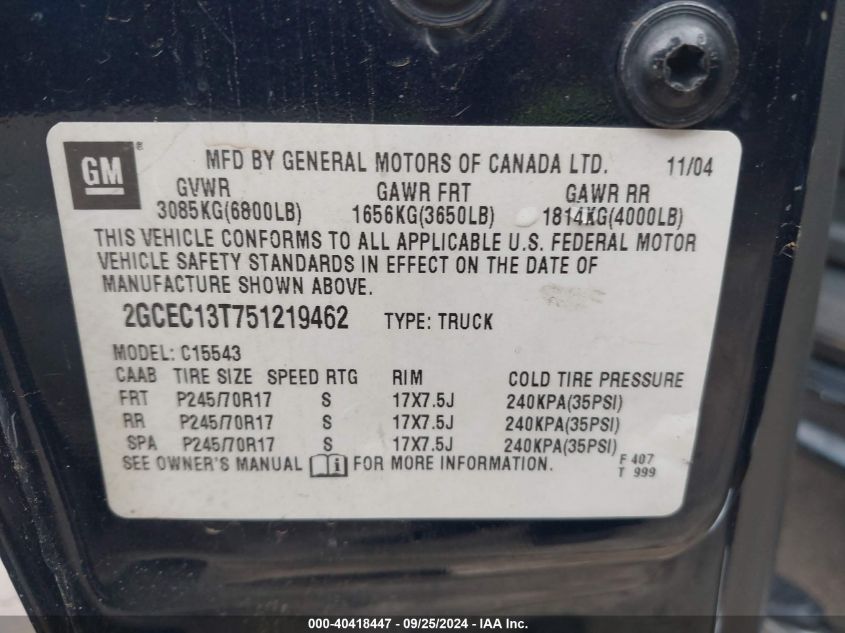 GM ® MFD BY GENERAL MOTORS OF CANADA LTD. 11/04
GVWR GAWR FRT GAWR RR
3085KG(6800LB) 1656KG(3650LB) 1814KG(4000LB)
THIS VEHICLE CONFORMS TO ALL APPLICABLE U.S. FEDERAL MOTOR
VEHICLE SAFETY STANDARDS IN EFFECT ON THE DATE OF
MANUFACTURE SHOWN ABOVE.
2GCEC13T751219462 TYPE: TRUCK
MODEL: C15543
CAAB TIRE SIZE SPEED RTG RIM COLD TIRE PRESSURE
FRT P245/70R17 S 17X7.5J 240KPA(35PSI)
RR P245/70R17 S 17X7.5J 240KPA(35PSI)
SPA P245/70R17 S 17X7.5J 240KPA(35PSI)
SEE OWNER'S MANUAL i FOR MORE INFORMATION. F 407
T 999
000-40418447 - 09/25/2024 - IAA Inc.